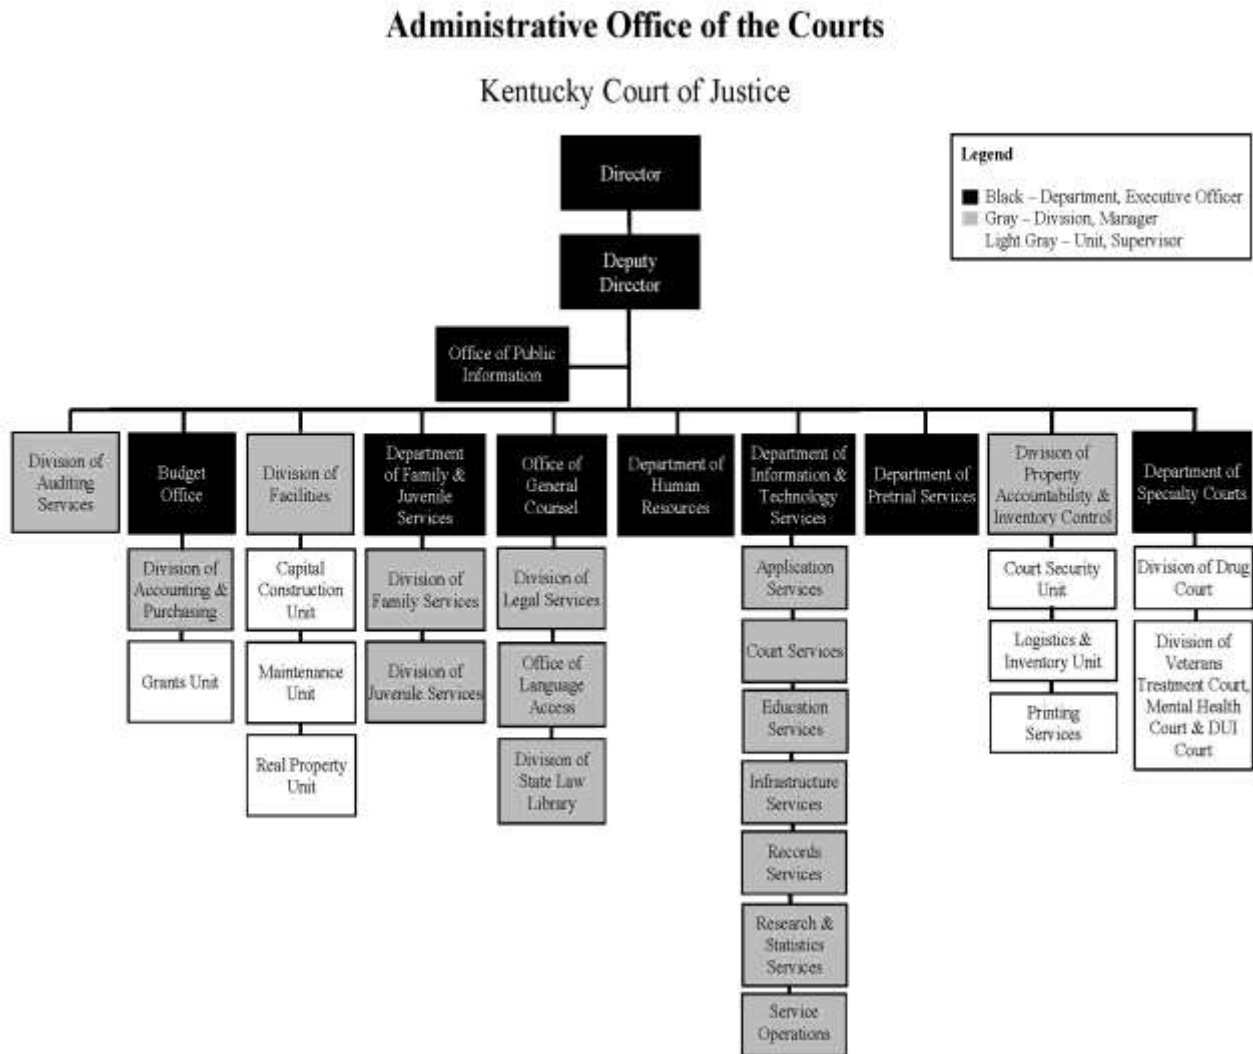 Administrative Office of the Courts
Kentucky Court of Justice
Director
Legend
Black – Department, Executive Officer
Gray – Division, Manager
Light Gray – Unit, Supervisor
Deputy
Director
Office of Public
Information
Division of
Auditing
Services
Budget
Office
Division of
Facilities
Department
of Family &
Juvenile
Services
Office of
General
Counsel
Department of
Human
Resources
Department of
Information &
Technology
Services
Department of
Pretrial Services
Division of
Property
Accountability &
Inventory Control
Department of
Specialty Courts
Division of
Accounting &
Purchasing
Grants Unit
Capital
Construction
Unit
Maintenance
Unit
Real Property
Unit
Division of
Family Services
Division of
Juvenile Services
Division of
Legal Services
Office of
Language
Access
Division of
State Law
Library
Application
Services
Court Services
Education
Services
Infrastructure
Services
Records
Services
Research &
Statistics
Services
Service
Operations
Court Security
Unit
Logistics &
Inventory Unit
Printing
Services
Division of Drug
Court
Division of
Veterans
Treatment Court,
Mental Health
Court & DUI
Court